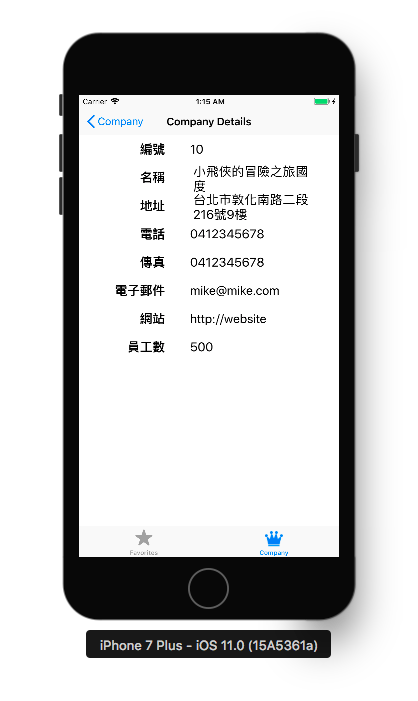 Carrier 1:15 AM
Company Company Details
編號 10
名稱 小飛俠的冒險之旅國
度
地址 台北市敦化南路二段
216號9樓
電話 0412345678
傳真 0412345678
電子郵件 mike@mike.com
網站 http://website
員工數 500
Favorites Company
iPhone 7 Plus - iOS 11.0 (15A5361a)